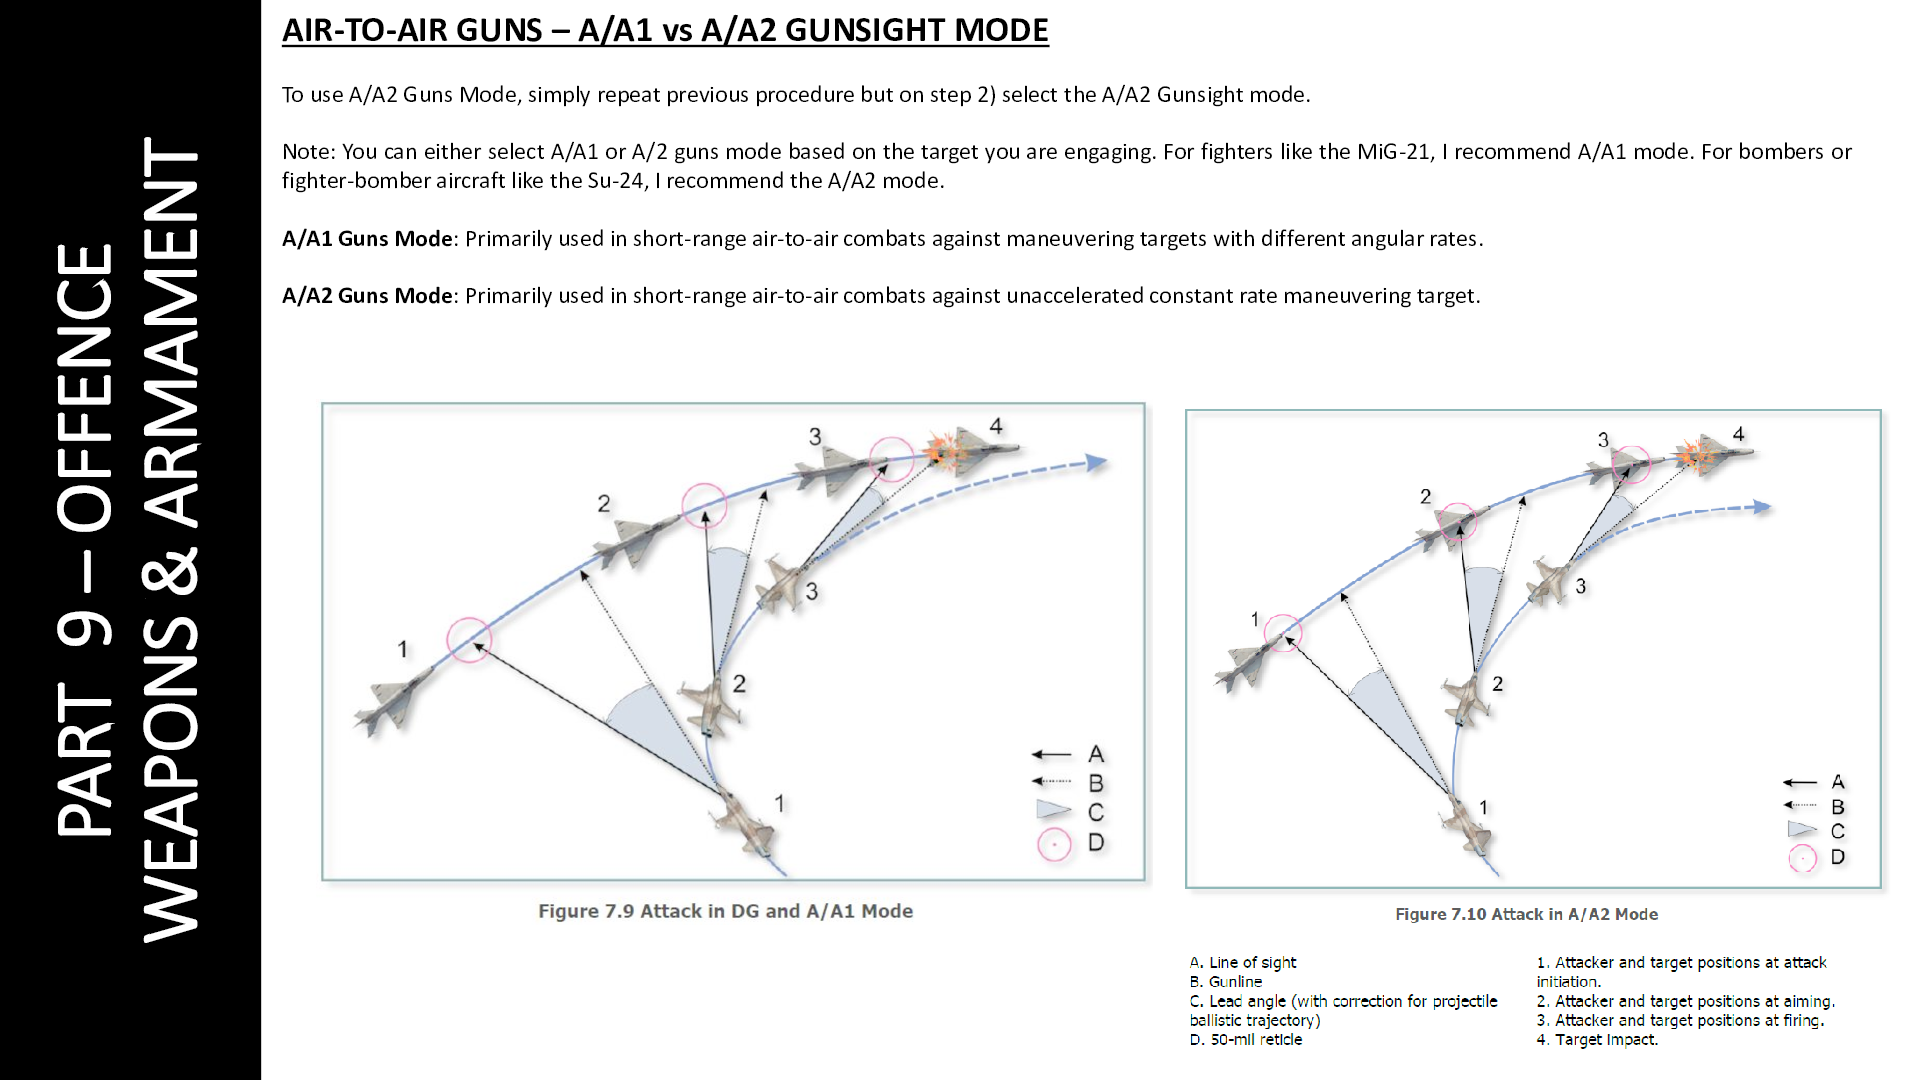 PART 9 – OFFENCE
WEAPONS & ARMAMENT
AIR-TO-AIR GUNS – A/A1 vs A/A2 GUNSIGHT MODE
To use A/A2 Guns Mode, simply repeat previous procedure but on step 2) select the A/A2 Gunsight mode.
Note: You can either select A/A1 or A/2 guns mode based on the target you are engaging. For fighters like the MiG-21, I recommend A/A1 mode. For bombers or
fighter-bomber aircraft like the Su-24, I recommend the A/A2 mode.
A/A1 Guns Mode: Primarily used in short-range air-to-air combats against maneuvering targets with different angular rates.
A/A2 Guns Mode: Primarily used in short-range air-to-air combats against unaccelerated constant rate maneuvering target.
4
3
2
3
1
2
1
A
B
C
D
Figure 7.9 Attack in DG and A/A1 Mode
4
3
2
3
1
2
1
A
B
C
D
Figure 7.10 Attack in A/A2 Mode
A. Line of sight
B. Gunline
C. Lead angle (with correction for projectile
ballistic trajectory)
D. 50-mil reticle
1. Attacker and target positions at attack
initiation.
2. Attacker and target positions at aiming.
3. Attacker and target positions at firing.
4. Target impact.